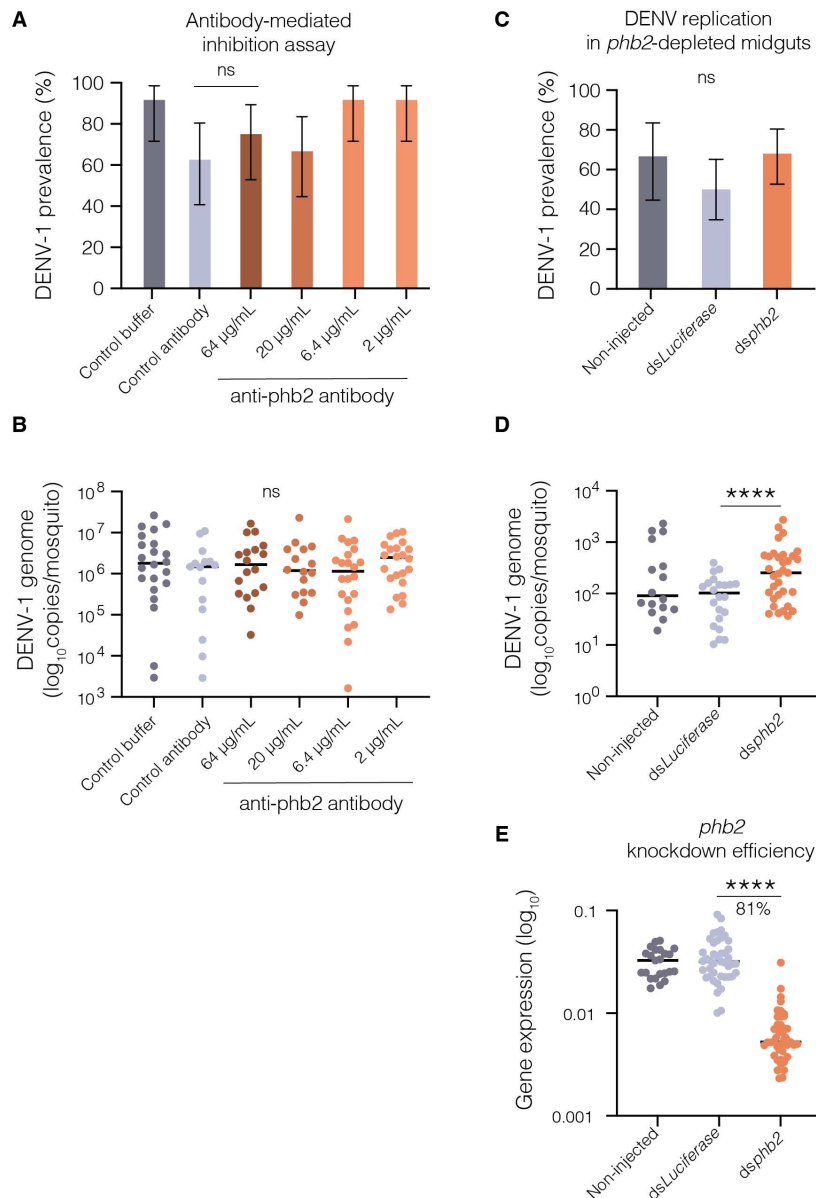 A
Antibody-mediated
inhibition assay
ns
DENV-1 prevalence (%)
100
80
60
40
20
0
Control buffer
Control antibody
64 µg/mL
20 µg/mL
6.4 µg/mL
2 µg/mL
anti-phb2 antibody
B
ns
DENV-1 genome
(log10copies/mosquito)
10^8
10^7
10^6
10^5
10^4
10^3
Control buffer
Control antibody
64 µg/mL
20 µg/mL
6.4 µg/mL
2 µg/mL
anti-phb2 antibody
C
DENV replication
in phb2-depleted midguts
ns
DENV-1 prevalence (%)
100
80
60
40
20
0
Non-injected
dsLuciferase
dsphb2
D
****
DENV-1 genome
(log10copies/mosquito)
10^4
10^3
10^2
10^1
10^0
Non-injected
dsLuciferase
dsphb2
E
phb2
knockdown efficiency
****
81%
Gene expression (log10)
0.1
0.01
0.001
Non-injected
dsLuciferase
dsphb2